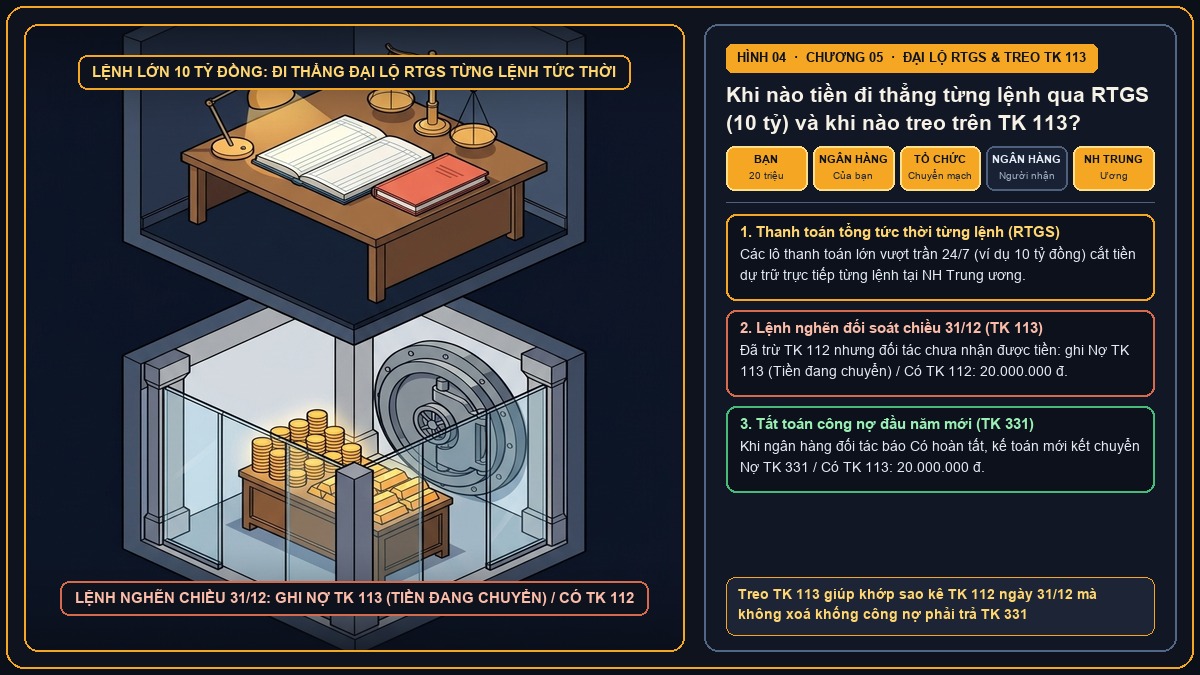 LỆNH LỚN 10 TỶ ĐỒNG: ĐI THẲNG ĐẠI LỘ RTGS TỪNG LỆNH TỨC THỜI
LỆNH NGHẼN CHIỀU 31/12: GHI NỢ TK 113 (TIỀN ĐANG CHUYỂN) / CÓ TK 112
HÌNH 04 · CHƯƠNG 05 · ĐẠI LỘ RTGS & TREO TK 113
Khi nào tiền đi thẳng từng lệnh qua RTGS
(10 tỷ) và khi nào treo trên TK 113?
BẠN
20 triệu
NGÂN HÀNG
Của bạn
TỔ CHỨC
Chuyển mạch
NGÂN HÀNG
Người nhận
NH TRUNG
Ương
1. Thanh toán tổng tức thời từng lệnh (RTGS)
Các lô thanh toán lớn vượt trần 24/7 (ví dụ 10 tỷ đồng) cắt tiền
dự trữ trực tiếp từng lệnh tại NH Trung ương.
2. Lệnh nghẽn đối soát chiều 31/12 (TK 113)
Đã trừ TK 112 nhưng đối tác chưa nhận được tiền: ghi Nợ TK
113 (Tiền đang chuyển) / Có TK 112: 20.000.000 đ.
3. Tất toán công nợ đầu năm mới (TK 331)
Khi ngân hàng đối tác báo Có hoàn tất, kế toán mới kết chuyển
Nợ TK 331 / Có TK 113: 20.000.000 đ.
Treo TK 113 giúp khớp sao kê TK 112 ngày 31/12 mà
không xoá khống công nợ phải trả TK 331